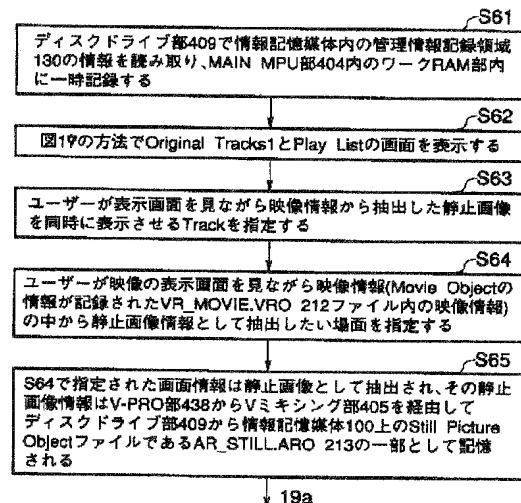 S61
ディスクドライブ部409で情報記憶媒体内の管理情報記録領域
130の情報を読み取り、MAIN MPU部404内のワークRAM部内
に一時記録する
S62
図19の方法でOriginal Tracks1とPlay Listの画面を表示する
S63
ユーザーが表示画面を見ながら映像情報から抽出した静止画像
を同時に表示させるTrackを指定する
S64
ユーザーが映像の表示画面を見ながら映像情報(Movie Objectの
情報が記録されたVR_MOVIE.VRO 212ファイル内の映像情報)
の中から静止画像情報として抽出したい場面を指定する
S65
S64で指定された画面情報は静止画像として抽出され、その静止
画像情報はV-PRO部438からVミキシング部405を経由して
ディスクドライブ部409から情報記憶媒体100上のStill Picture
ObjectファイルであるAR_STILL.ARO 213の一部として記憶
される
19a